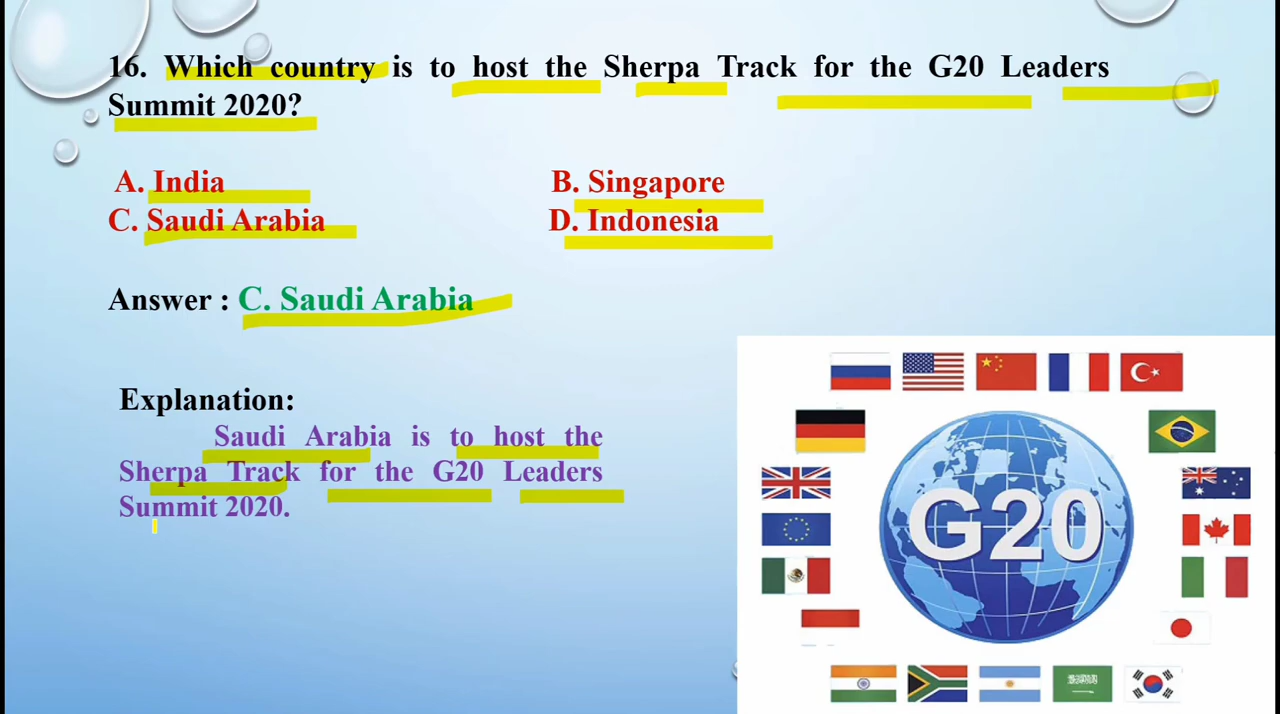 16. Which country is to host the Sherpa Track for the G20 Leaders
Summit 2020?
A. India B. Singapore
C. Saudi Arabia D. Indonesia
Answer : C. Saudi Arabia
Explanation:
Saudi Arabia is to host the
Sherpa Track for the G20 Leaders
Summit 2020.
G20